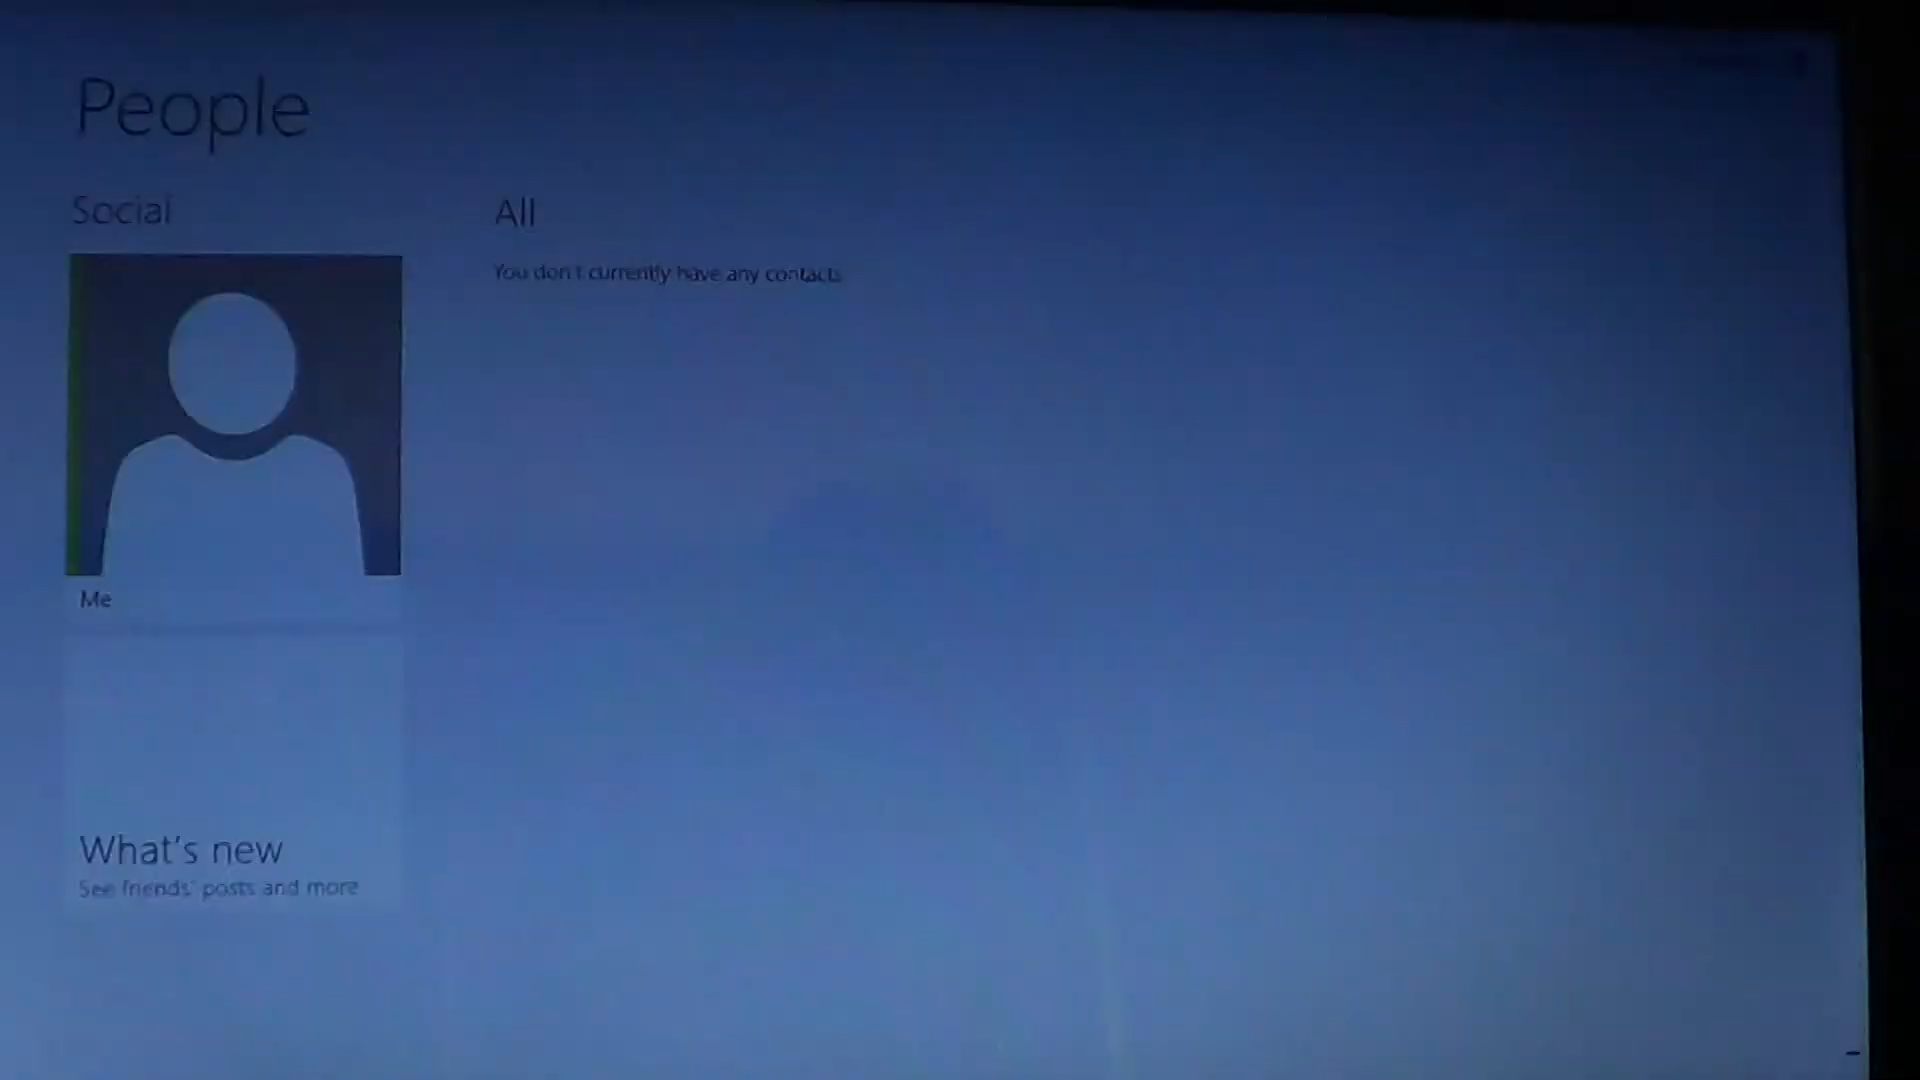 People
Social
All
You don't currently have any contacts.
Me
What's new
See friends' posts and more